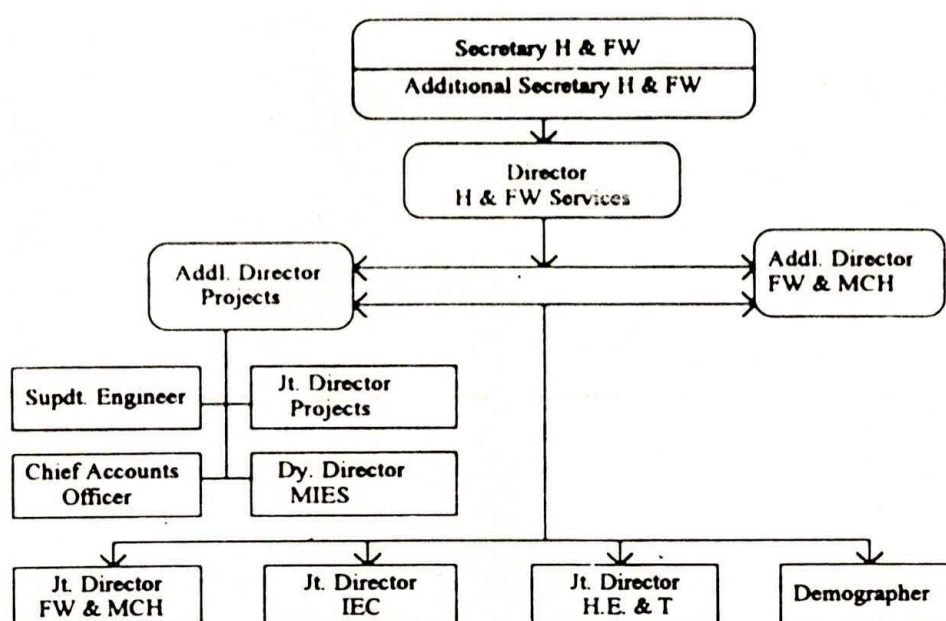 Secretary H & FW
Additional Secretary H & FW
Director
H & FW Services
Addl. Director
Projects
Addl. Director
FW & MCH
Supdt. Engineer
Jt. Director
Projects
Chief Accounts
Officer
Dy. Director
MIES
Jt. Director
FW & MCH
Jt. Director
IEC
Jt. Director
H.E. & T
Demographer